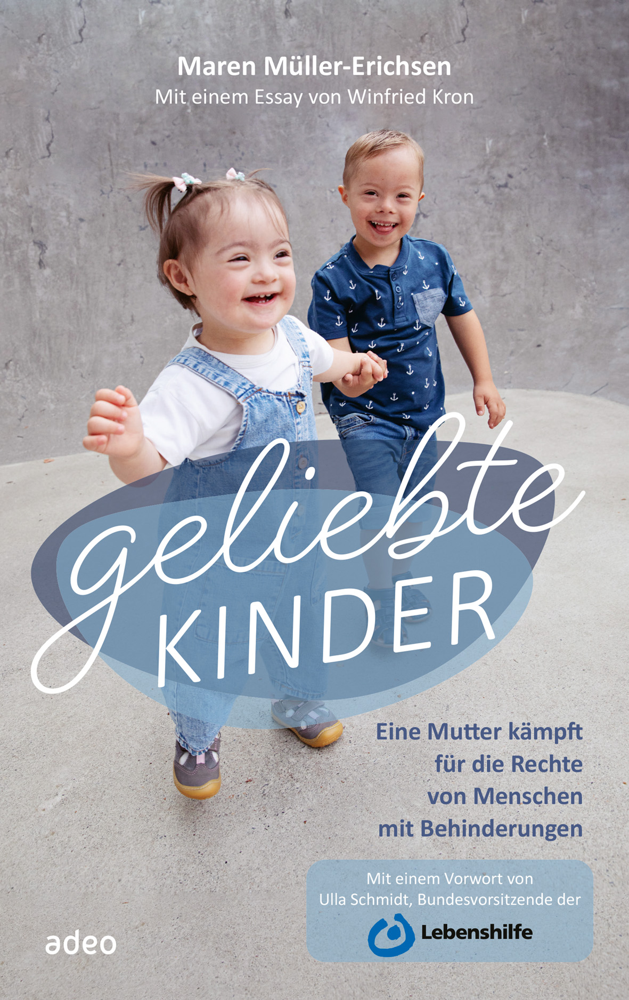 Maren Müller-Erichsen
Mit einem Essay von Winfried Kron
geliebte
KINDER
Eine Mutter kämpft
für die Rechte
von Menschen
mit Behinderungen
Mit einem Vorwort von
Ulla Schmidt, Bundesvorsitzende der
Lebenshilfe
adeo